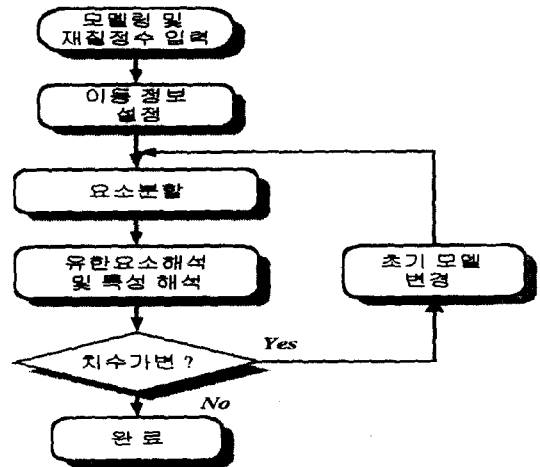 모델링 및
재질정수 입력
이동 정보
설정
요소분할
유한요소해석
및 특성 해석
초기 모델
변경
치수가변 ?
Yes
No
완 료